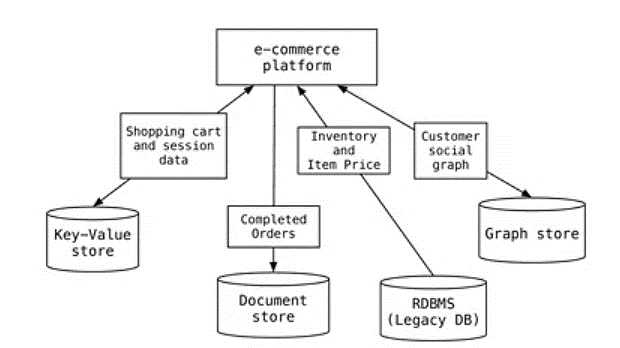 e-commerce
platform
Shopping cart
and session
data
Inventory
and
Item Price
Customer
social
graph
Completed
Orders
Key-Value
store
Graph store
Document
store
RDBMS
(Legacy DB)